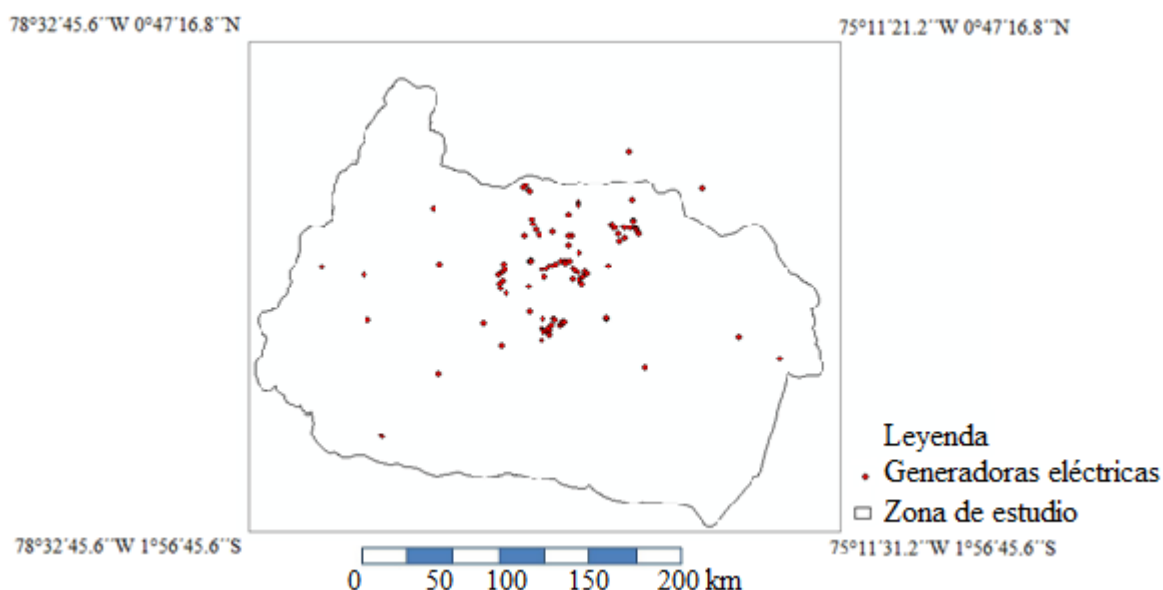 78°32´45.6´´W 0°47´16.8´´N
75°11´21.2´´W 0°47´16.8´´N
Leyenda
Generadoras eléctricas
Zona de estudio
78°32´45.6´´W 1°56´45.6´´S
75°11´31.2´´W 1°56´45.6´´S
0 50 100 150 200 km